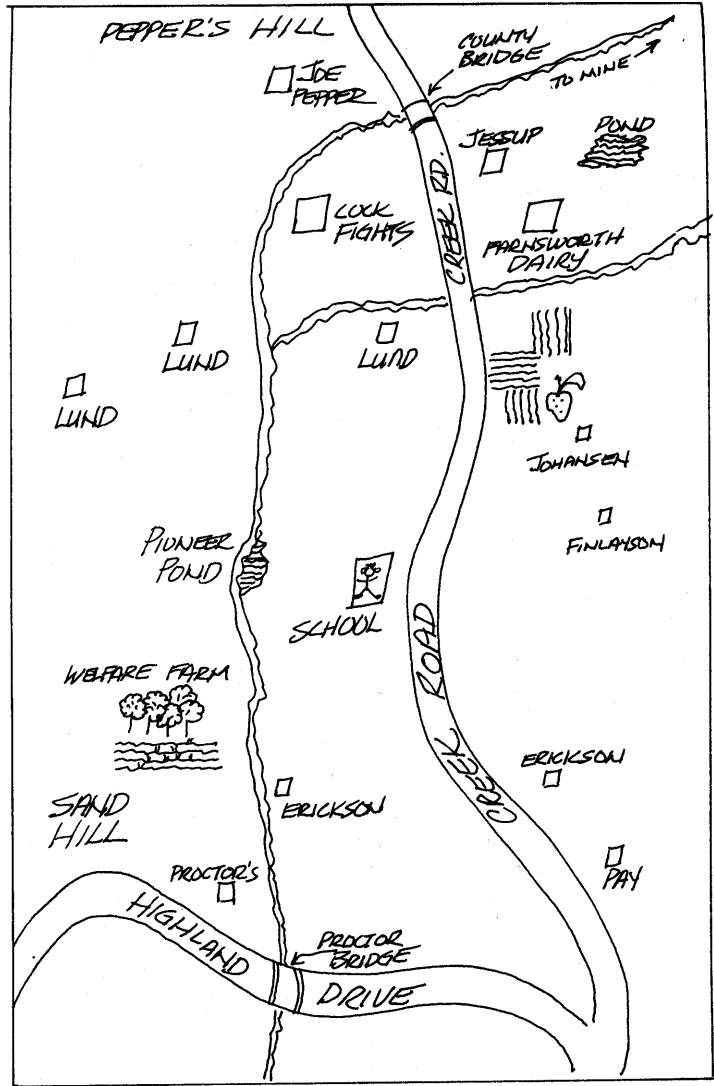 PEPPER'S HILL
COUNTY
BRIDGE
JOE
PEPPER
TO MINE
JESSUP
POND
COCK
FIGHTS
CREEK RD.
FARNSWORTH
DAIRY
LUND
LUND
LUND
JOHANSEN
PIONEER
POND
FINLAYSON
SCHOOL
CREEK ROAD
WELFARE FARM
ERICKSON
ERICKSON
SAND
HILL
PAY
PROCTOR'S
HIGHLAND
DRIVE
PROCTOR
BRIDGE